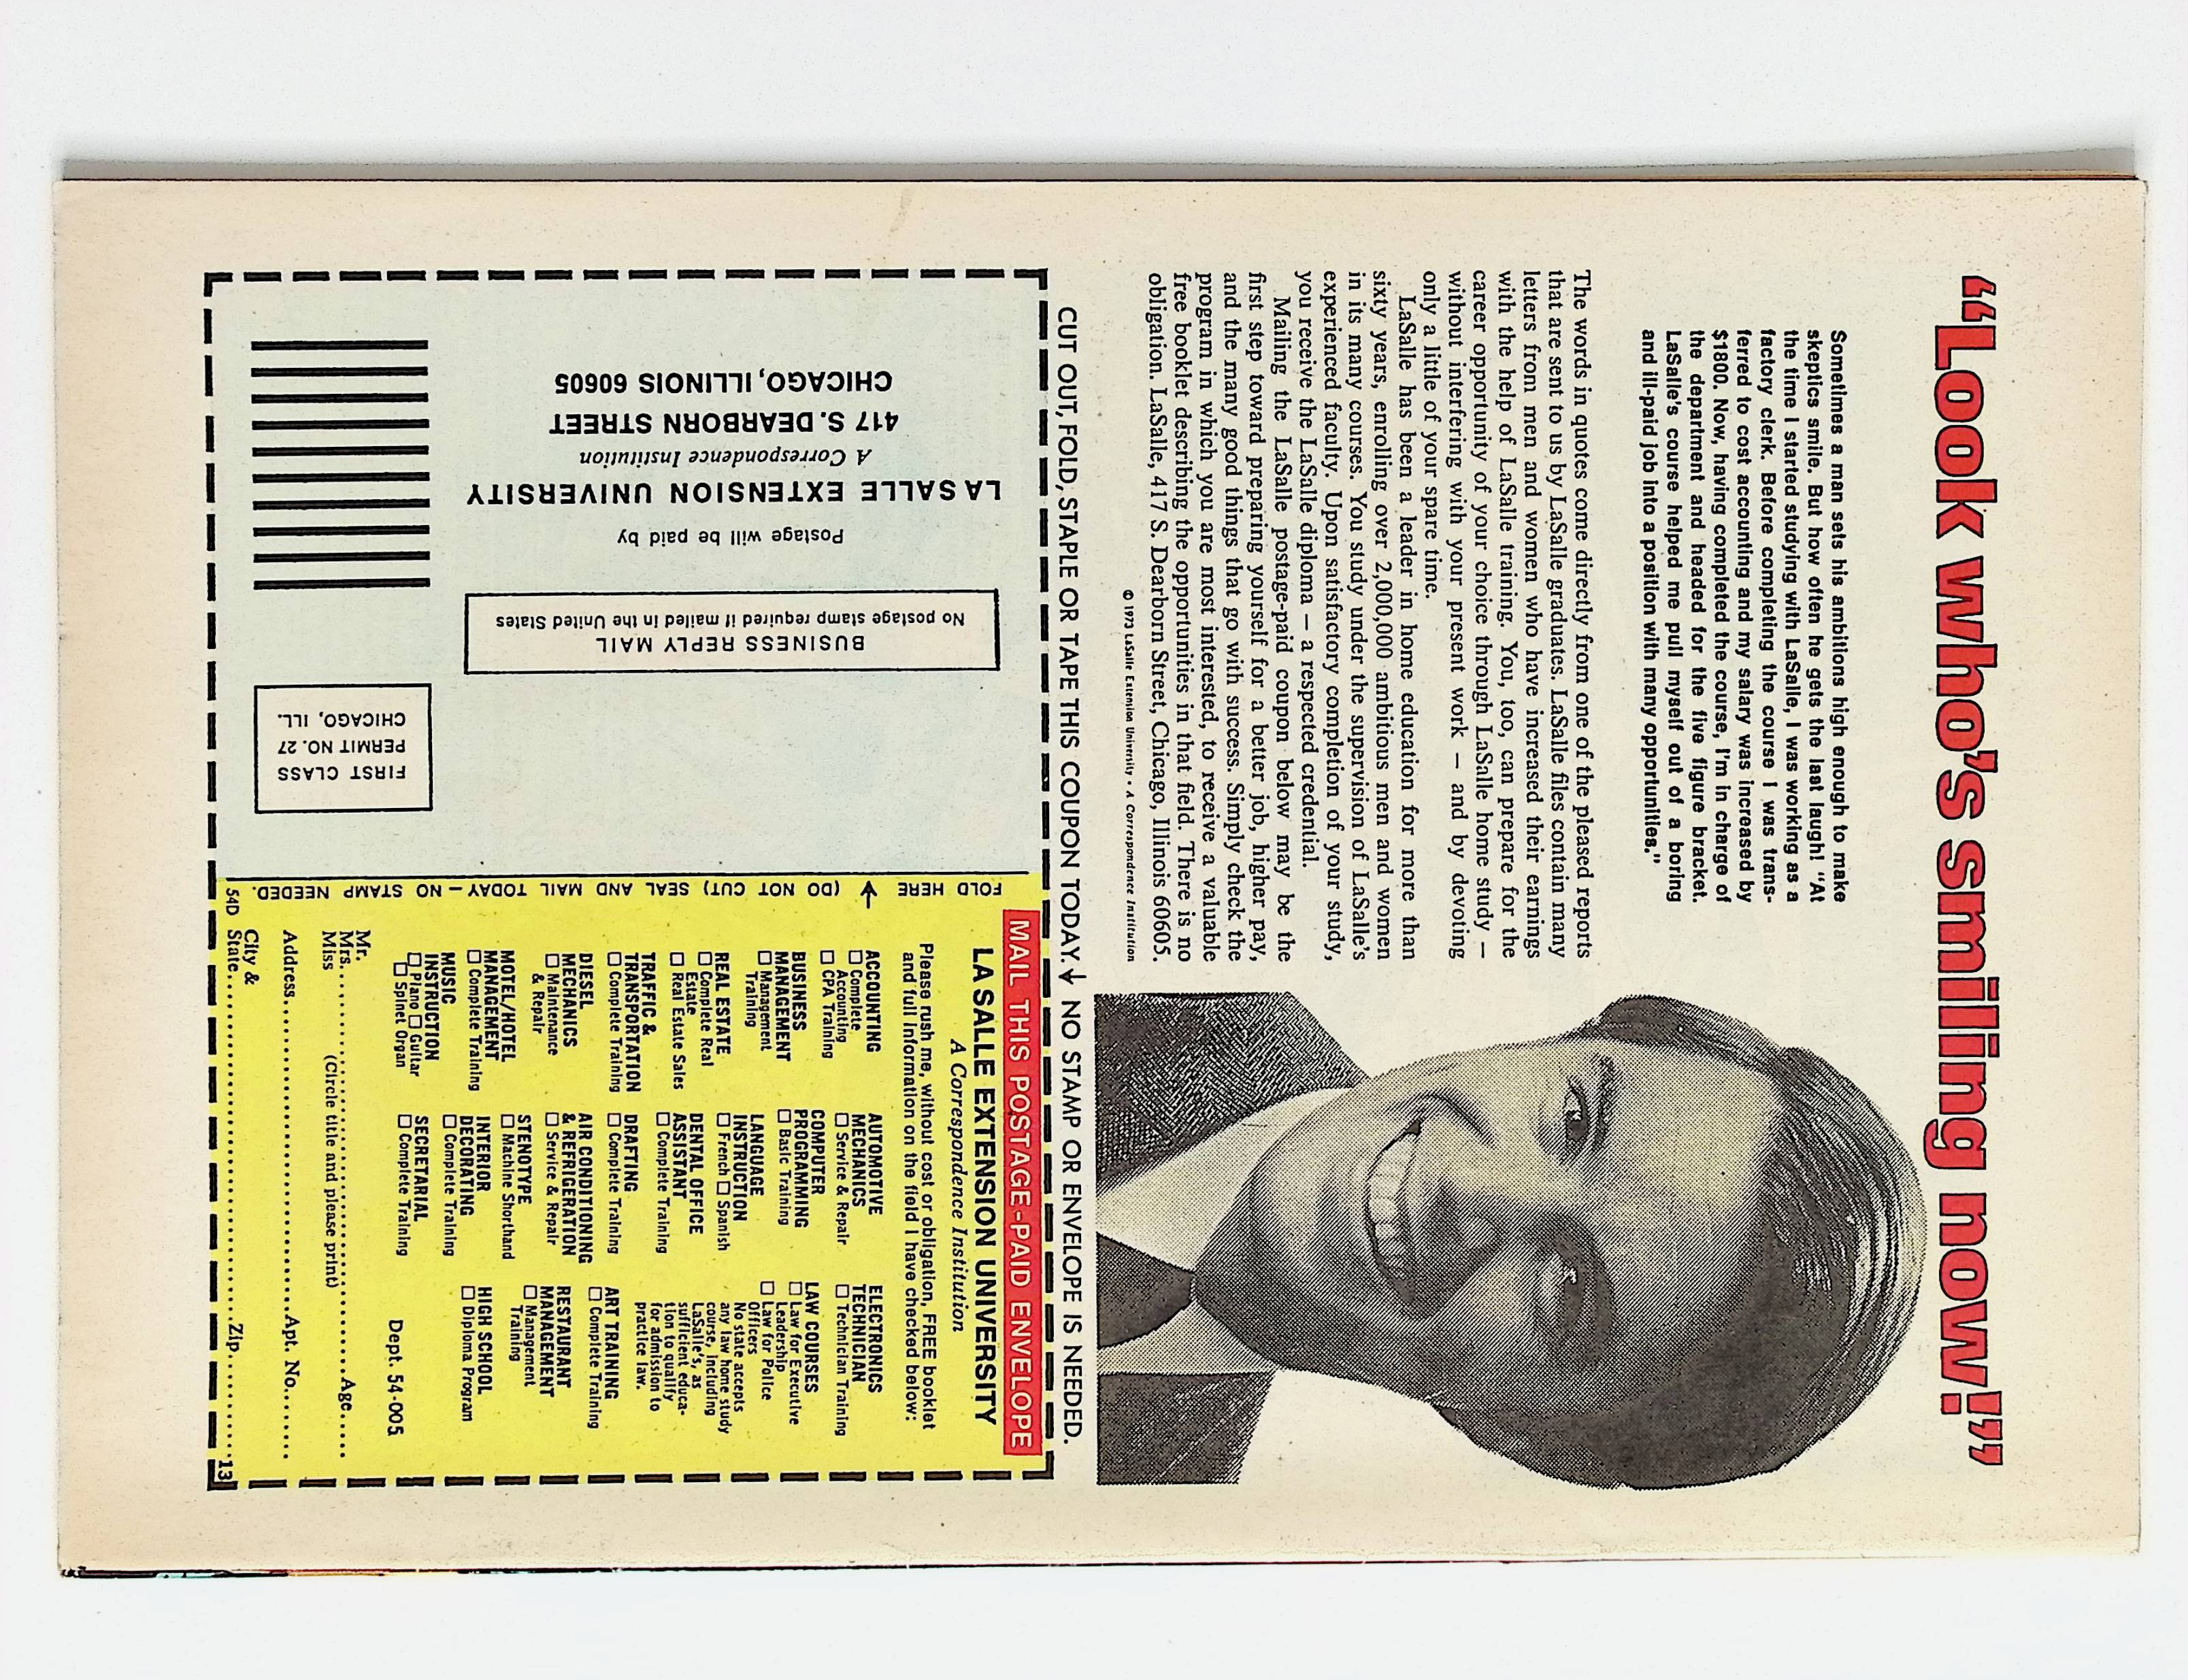 “Look who's smiling now!”
Sometimes a man sets his ambitions high enough to make
skeptics smile. But how often he gets the last laugh! “At
the time I started studying with LaSalle, I was working as a
factory clerk. Before completing the course I was trans-
ferred to cost accounting and my salary was increased by
$1800. Now, having completed the course, I'm in charge of
the department and headed for the five figure bracket.
LaSalle's course helped me pull myself out of a boring
and ill-paid job into a position with many opportunities.”
The words in quotes come directly from one of the pleased reports
that are sent to us by LaSalle graduates. LaSalle files contain many
letters from men and women who have increased their earnings
with the help of LaSalle training. You, too, can prepare for the
career opportunity of your choice through LaSalle home study —
without interfering with your present work — and by devoting
only a little of your spare time.
LaSalle has been a leader in home education for more than
sixty years, enrolling over 2,000,000 ambitious men and women
in its many courses. You study under the supervision of LaSalle's
experienced faculty. Upon satisfactory completion of your study,
you receive the LaSalle diploma — a respected credential.
Mailing the LaSalle postage-paid coupon below may be the
first step toward preparing yourself for a better job, higher pay,
and the many good things that go with success. Simply check the
program in which you are most interested, to receive a valuable
free booklet describing the opportunities in that field. There is no
obligation. LaSalle, 417 S. Dearborn Street, Chicago, Illinois 60605.
© 1973 LaSalle Extension University • A Correspondence Institution
CUT OUT, FOLD, STAPLE OR TAPE THIS COUPON TODAY. ↓ NO STAMP OR ENVELOPE IS NEEDED.
FIRST CLASS
PERMIT NO. 27
CHICAGO, ILL.
BUSINESS REPLY MAIL
No postage stamp required if mailed in the United States
Postage will be paid by
LA SALLE EXTENSION UNIVERSITY
A Correspondence Institution
417 S. DEARBORN STREET
CHICAGO, ILLINOIS 60605
FOLD HERE ↑ (DO NOT CUT) SEAL AND MAIL TODAY — NO STAMP NEEDED.
MAIL THIS POSTAGE-PAID ENVELOPE
LA SALLE EXTENSION UNIVERSITY
A Correspondence Institution
Please rush me, without cost or obligation, FREE booklet
and full information on the field I have checked below:
ACCOUNTING
☐ Complete
Accounting
☐ CPA Training
BUSINESS
MANAGEMENT
☐ Management
Training
REAL ESTATE
☐ Complete Real
Estate
☐ Real Estate Sales
TRAFFIC &
TRANSPORTATION
☐ Complete Training
DIESEL
MECHANICS
☐ Maintenance
& Repair
MOTEL/HOTEL
MANAGEMENT
☐ Complete Training
MUSIC
INSTRUCTION
☐ Piano ☐ Guitar
☐ Spinet Organ
AUTOMOTIVE
MECHANICS
☐ Service & Repair
COMPUTER
PROGRAMMING
☐ Basic Training
LANGUAGE
INSTRUCTION
☐ French ☐ Spanish
DENTAL OFFICE
ASSISTANT
☐ Complete Training
DRAFTING
☐ Complete Training
AIR CONDITIONING
& REFRIGERATION
☐ Service & Repair
STENOTYPE
☐ Machine Shorthand
INTERIOR
DECORATING
☐ Complete Training
SECRETARIAL
☐ Complete Training
ELECTRONICS
TECHNICIAN
☐ Technician Training
LAW COURSES
☐ Law for Executive
Leadership
☐ Law for Police
Officers
No state accepts
any law home study
course, including
LaSalle's, as
sufficient educa-
tion to qualify
for admission to
practice law.
ART TRAINING
☐ Complete Training
RESTAURANT
MANAGEMENT
☐ Management
Training
HIGH SCHOOL
☐ Diploma Program
Dept. 54-005
Mr.
Mrs.
Miss.......... Age.....
(Circle title and please print)
Address.......... Apt. No.......
City &
State.......... Zip..........
54D
13